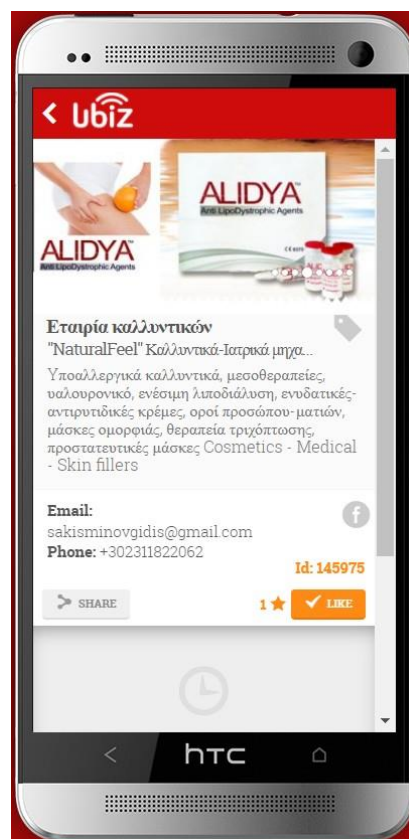 ubiz
ALIDYA™
Anti LipoDystrophic Agents
ALIDYA™
Anti LipoDystrophic Agents
Εταιρία καλλυντικών
"NaturalFeel" Καλλυντικά-Ιατρικά μηχα...
Υποαλλεργικά καλλυντικά, μεσοθεραπείες,
υαλουρονικό, ενέσιμη λιποδιάλυση, ενυδατικές-
αντιρυτιδικές κρέμες, οροί προσώπου-ματιών,
μάσκες ομορφιάς, θεραπεία τριχόπτωσης,
προστατευτικές μάσκες Cosmetics - Medical
- Skin fillers
Email:
sakisminovgidis@gmail.com
Phone: +302311822062
Id: 145975
SHARE
1
LIKE
hTC